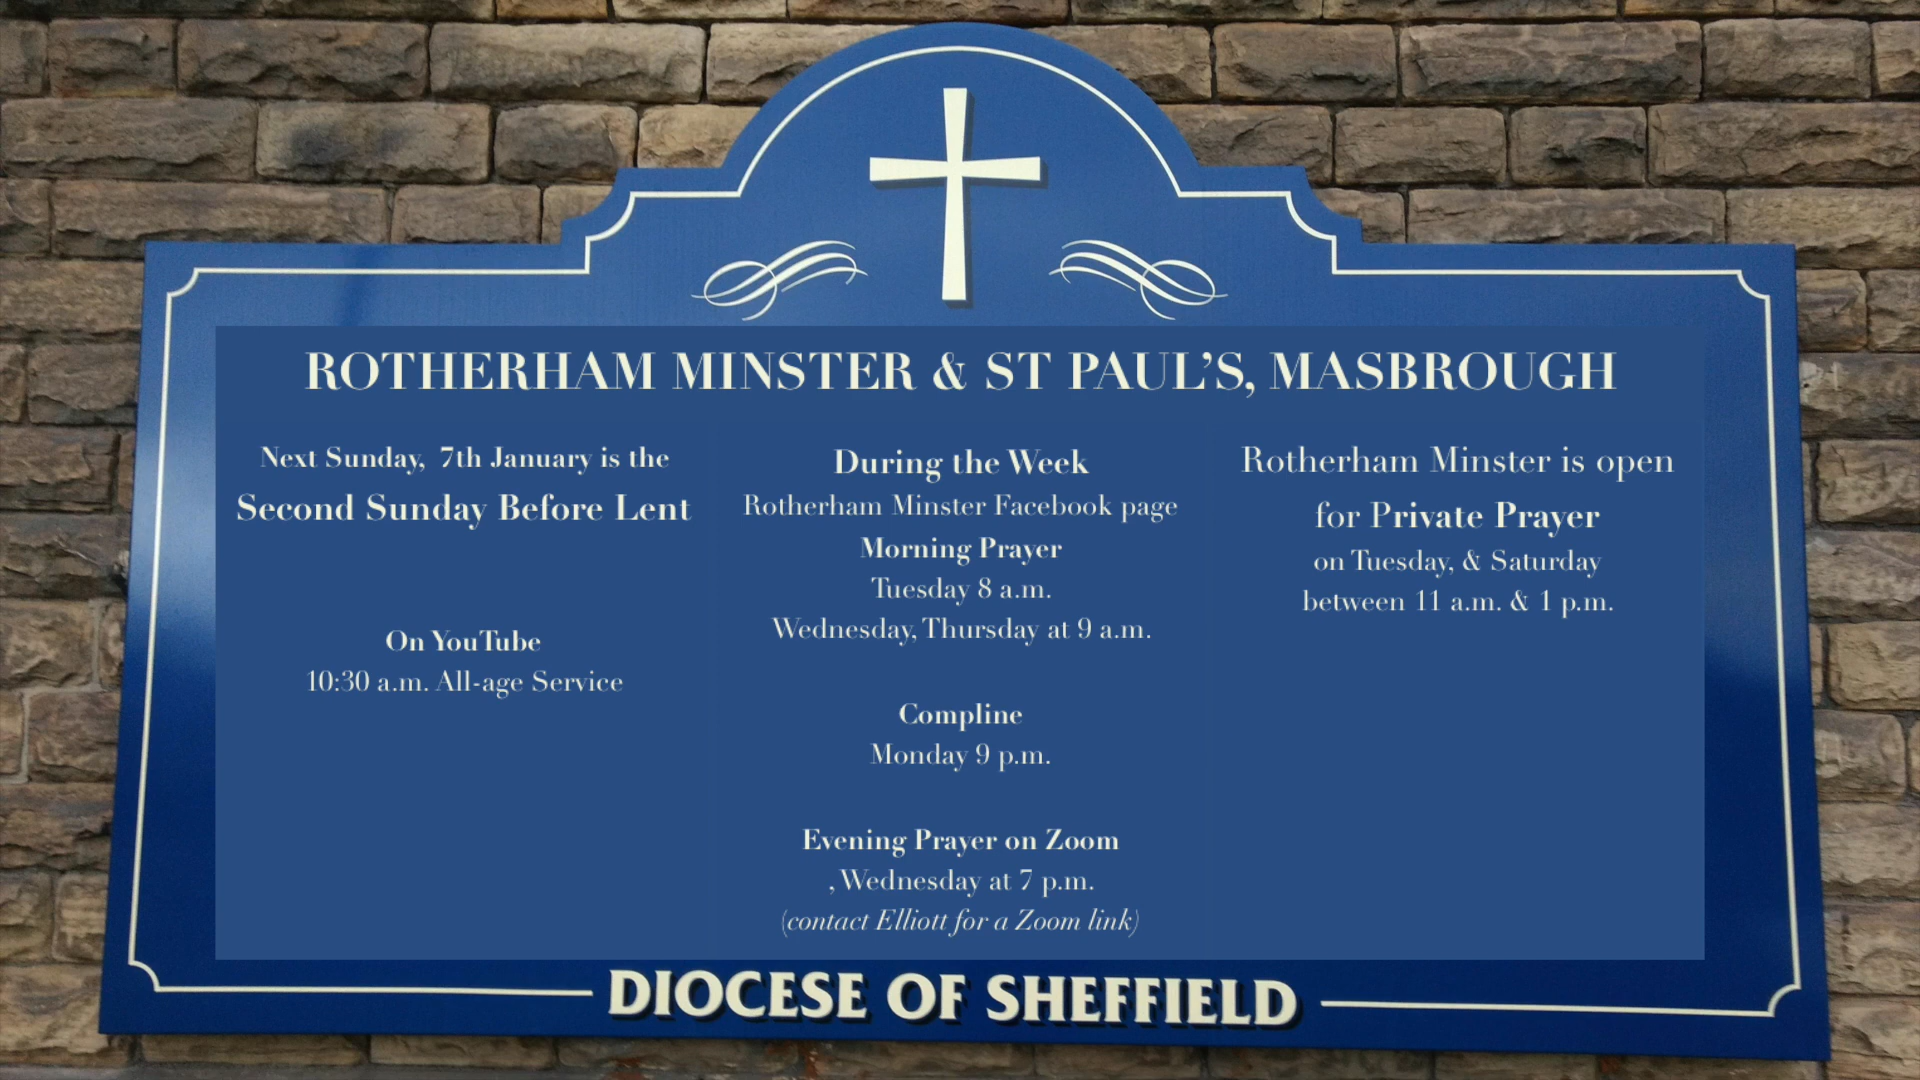 ROTHERHAM MINSTER & ST PAUL’S, MASBROUGH
Next Sunday, 7th January is the
Second Sunday Before Lent
On YouTube
10:30 a.m. All-age Service
During the Week
Rotherham Minster Facebook page
Morning Prayer
Tuesday 8 a.m.
Wednesday, Thursday at 9 a.m.
Compline
Monday 9 p.m.
Evening Prayer on Zoom
, Wednesday at 7 p.m.
(contact Elliott for a Zoom link)
Rotherham Minster is open
for Private Prayer
on Tuesday, & Saturday
between 11 a.m. & 1 p.m.
DIOCESE OF SHEFFIELD